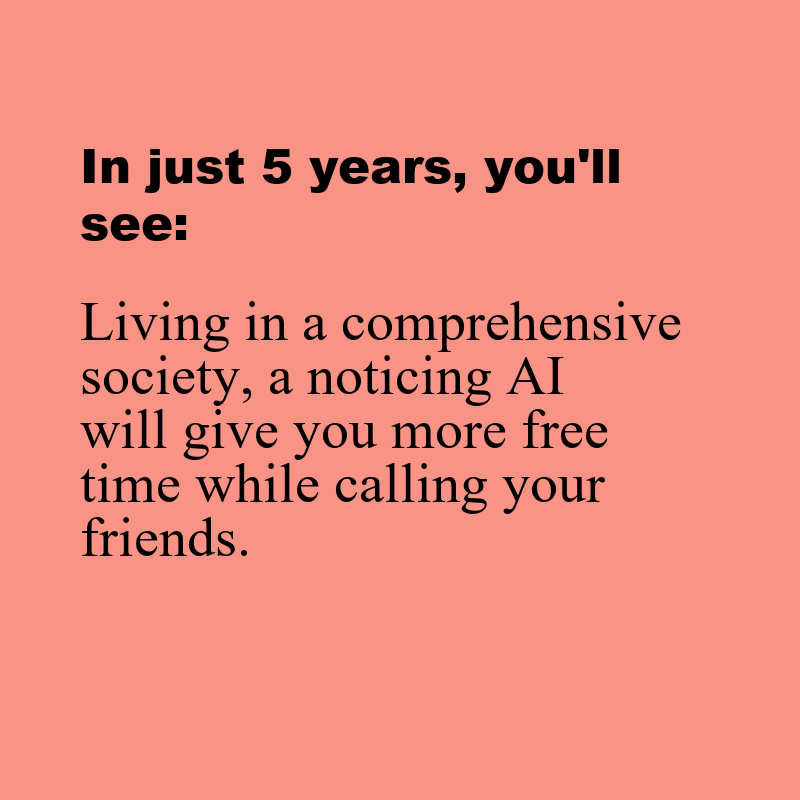 In just 5 years, you'll
see:
Living in a comprehensive
society, a noticing AI
will give you more free
time while calling your
friends.